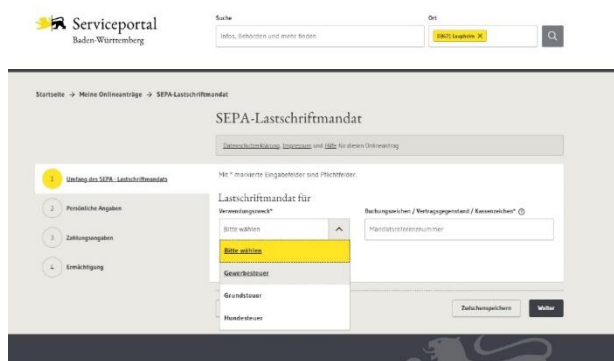 Serviceportal
Baden-Württemberg
Suche
Ort
Infos, Behörden und mehr finden
88471 Laupheim X
Startseite → Meine Onlineanträge → SEPA-Lastschriftmandat
SEPA-Lastschriftmandat
Datenschutzerklärung, Impressum und Hilfe für diesen Onlineantrag
1 Umfang des SEPA - Lastschriftmandats
2 Persönliche Angaben
3 Zahlungsangaben
4 Ermächtigung
Mit * markierte Eingabefelder sind Pflichtfelder.
Lastschriftmandat für
Verwendungszweck*
Buchungszeichen / Vertragsgegenstand / Kassenzeichen* ?
Bitte wählen
Mandatsreferenznummer
Bitte wählen
Gewerbesteuer
Grundsteuer
Hundesteuer
Zwischenspeichern
Weiter